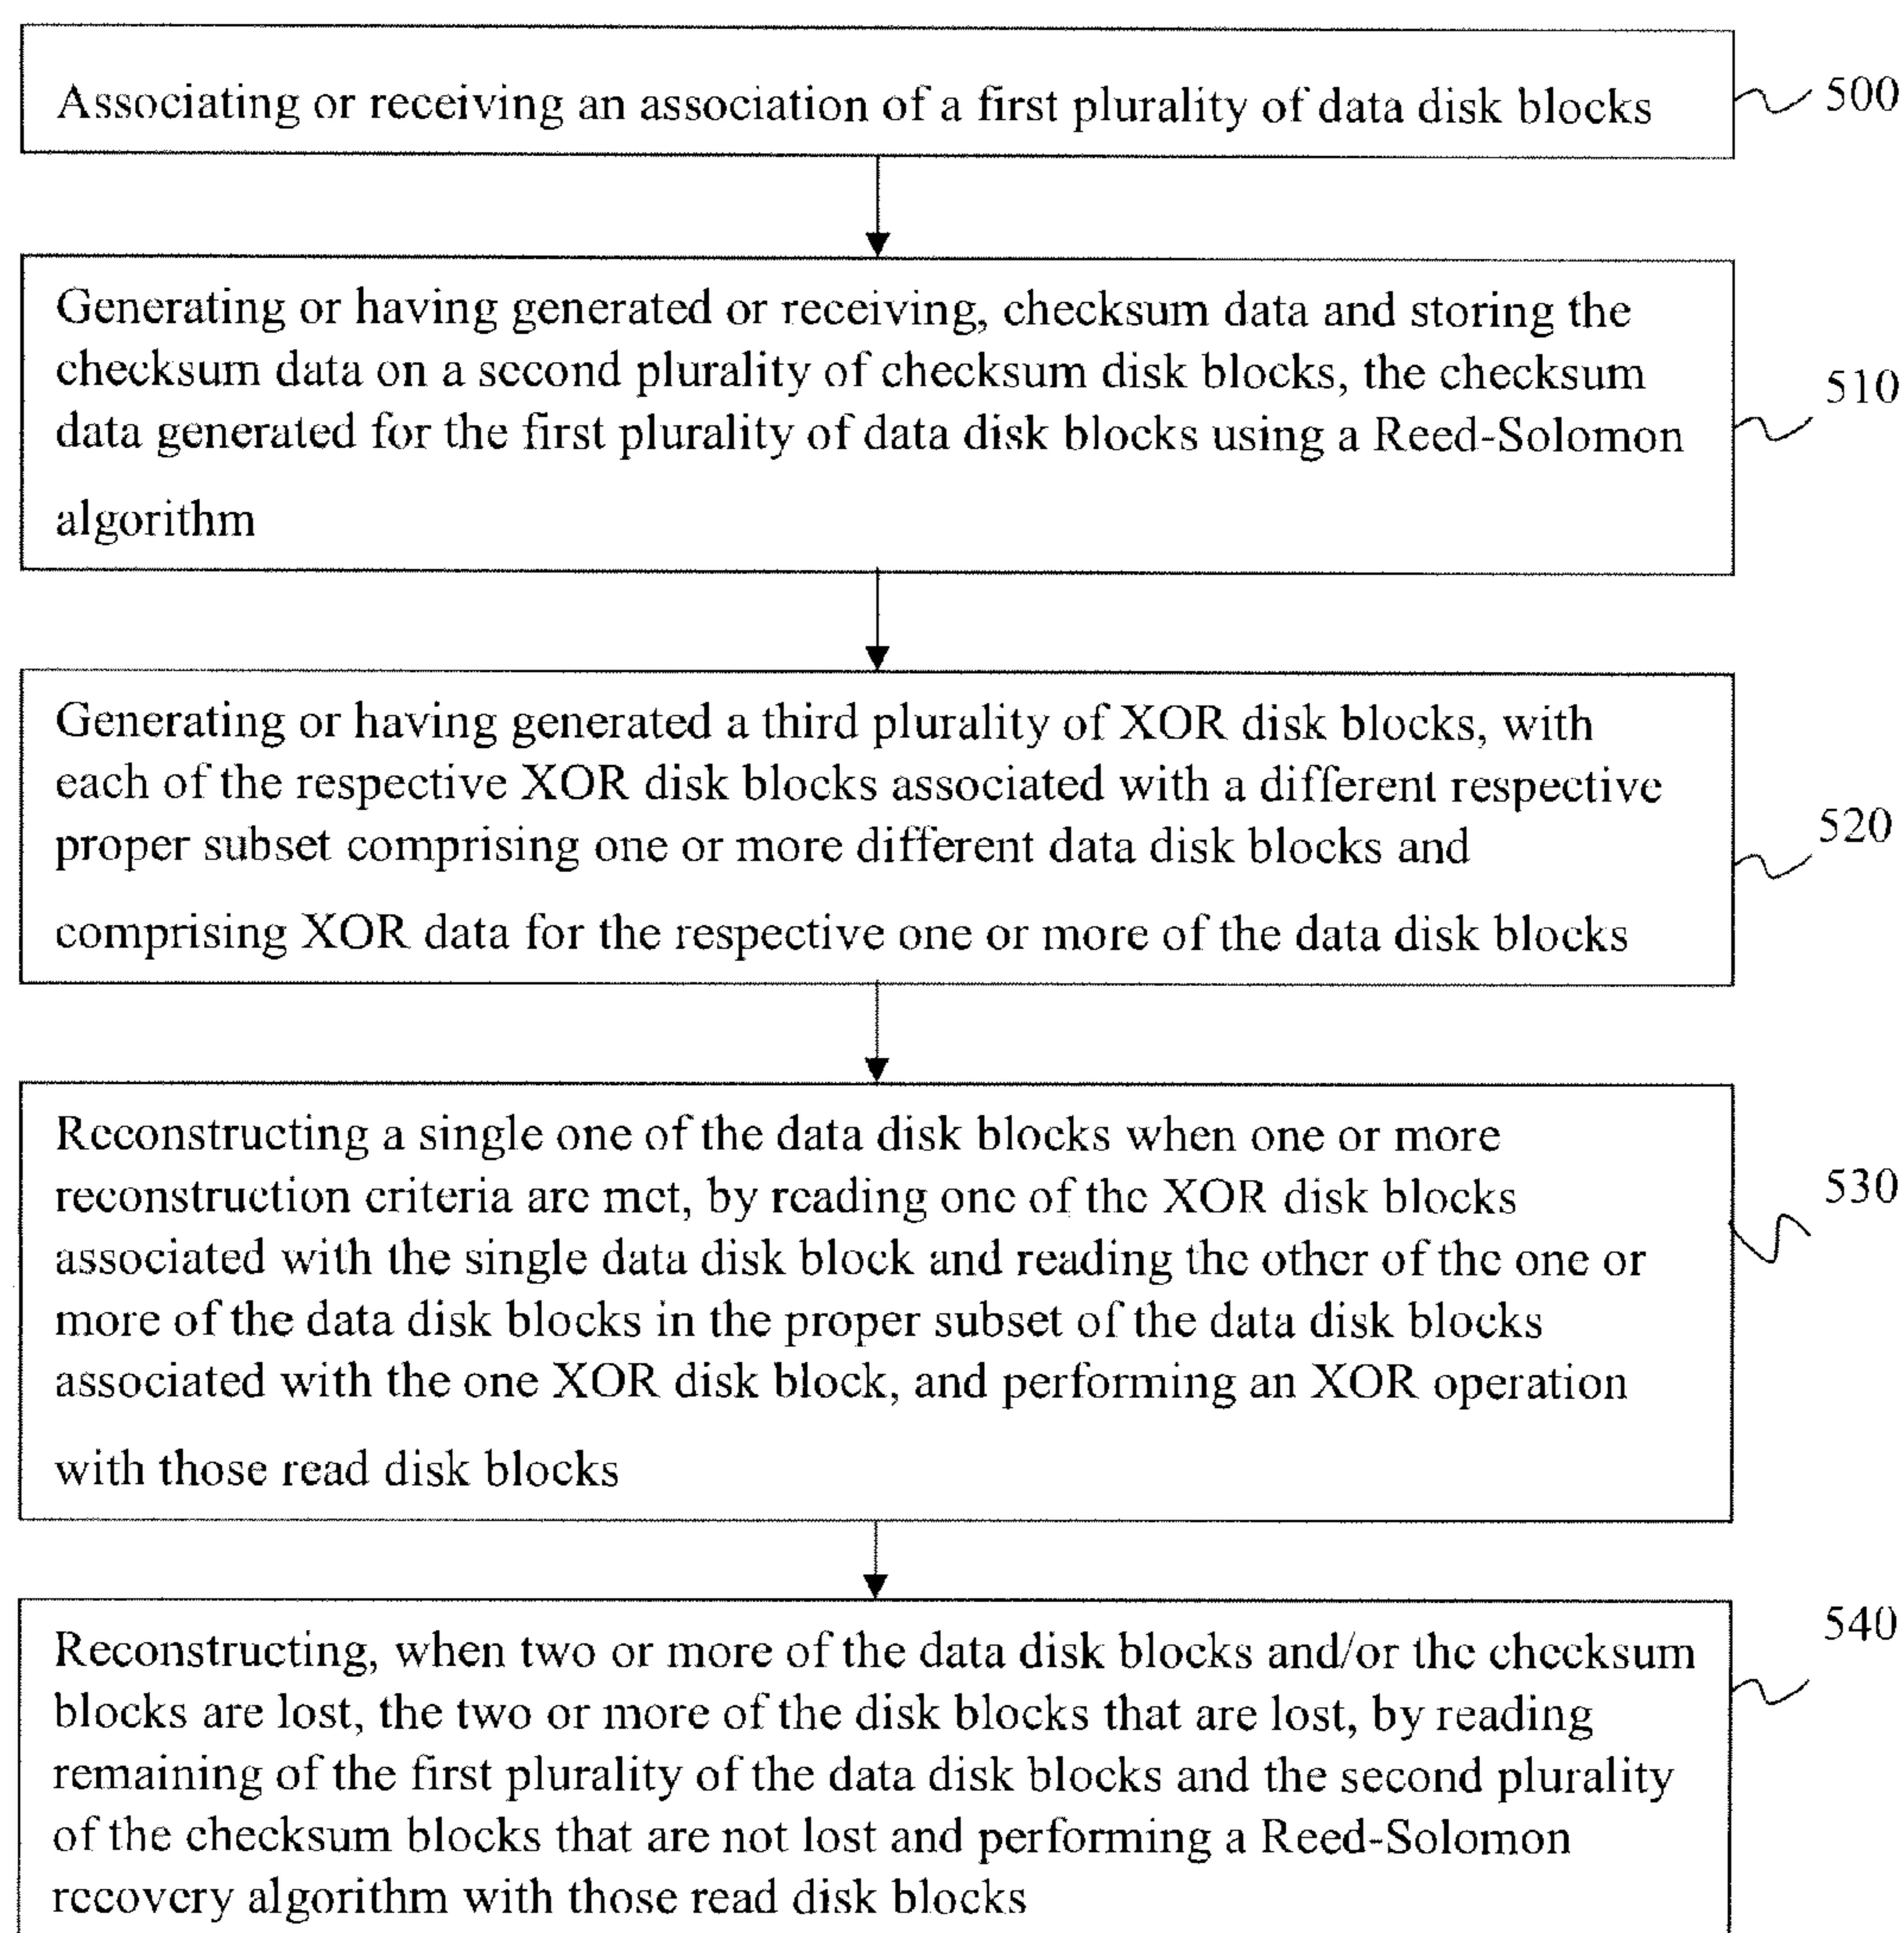 Associating or receiving an association of a first plurality of data disk blocks
500
Generating or having generated or receiving, checksum data and storing the
checksum data on a second plurality of checksum disk blocks, the checksum
data generated for the first plurality of data disk blocks using a Reed-Solomon
algorithm
510
Generating or having generated a third plurality of XOR disk blocks, with
each of the respective XOR disk blocks associated with a different respective
proper subset comprising one or more different data disk blocks and
comprising XOR data for the respective one or more of the data disk blocks
520
Reconstructing a single one of the data disk blocks when one or more
reconstruction criteria are met, by reading one of the XOR disk blocks
associated with the single data disk block and reading the other of the one or
more of the data disk blocks in the proper subset of the data disk blocks
associated with the one XOR disk block, and performing an XOR operation
with those read disk blocks
530
Reconstructing, when two or more of the data disk blocks and/or the checksum
blocks are lost, the two or more of the disk blocks that are lost, by reading
remaining of the first plurality of the data disk blocks and the second plurality
of the checksum blocks that are not lost and performing a Reed-Solomon
recovery algorithm with those read disk blocks
540